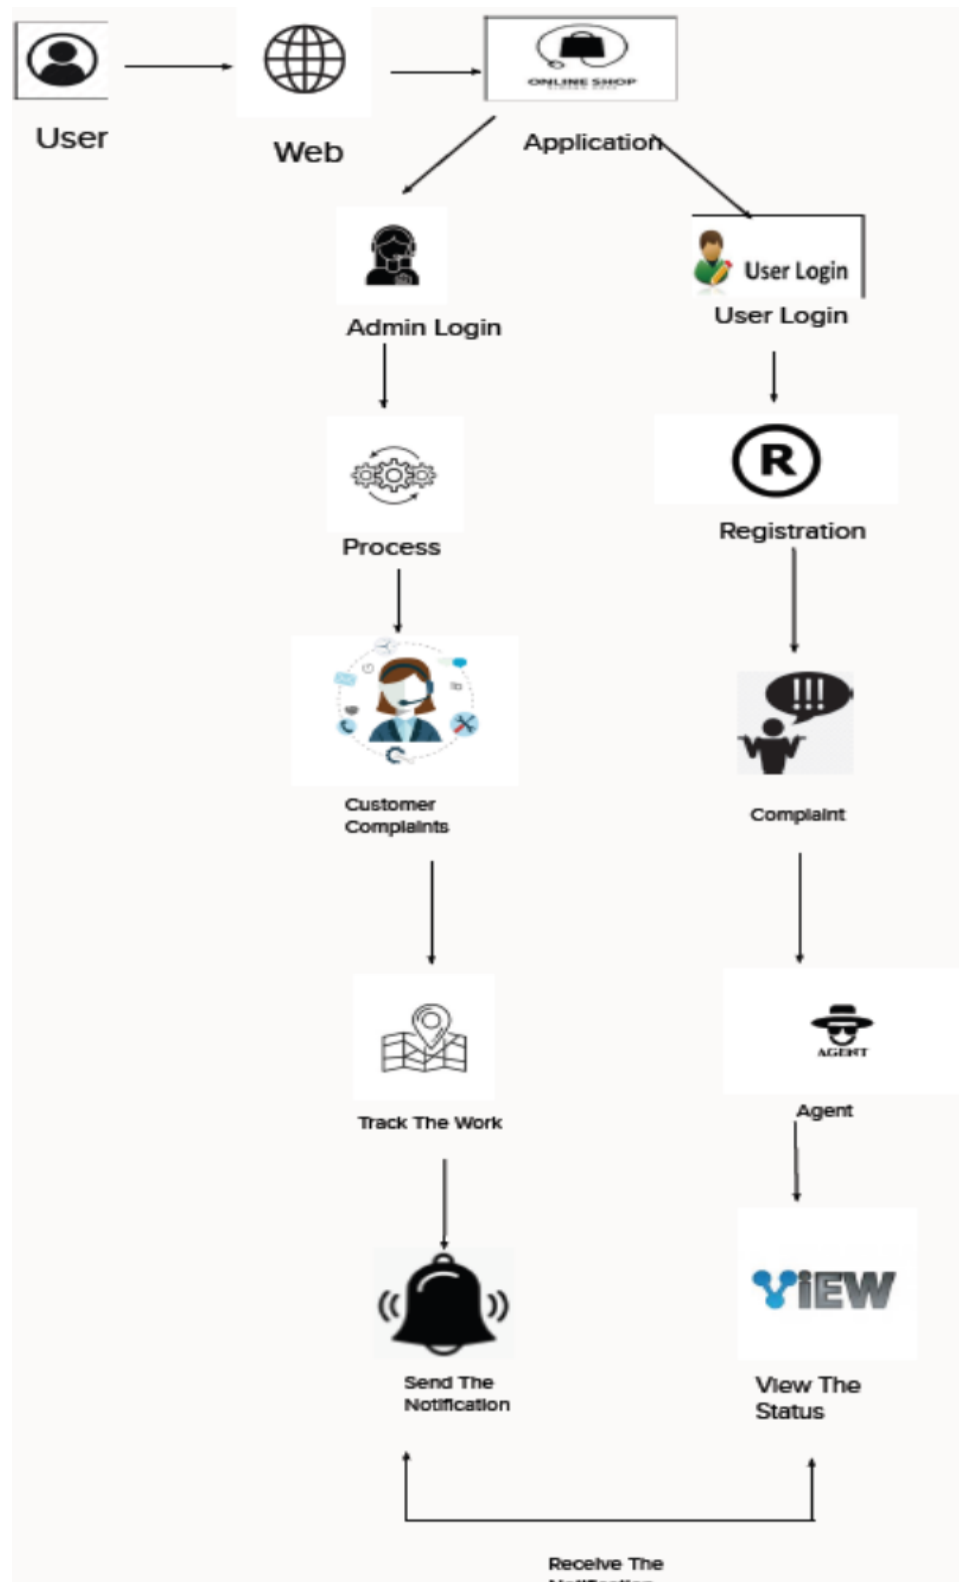 ONLINE SHOP
User
Web
Application
User Login
Admin Login
User Login
R
Process
Registration
!!!
Customer
Complaints
Complaint
AGENT
Track The Work
Agent
ViEW
Send The
Notification
View The
Status
Receive The
Notification